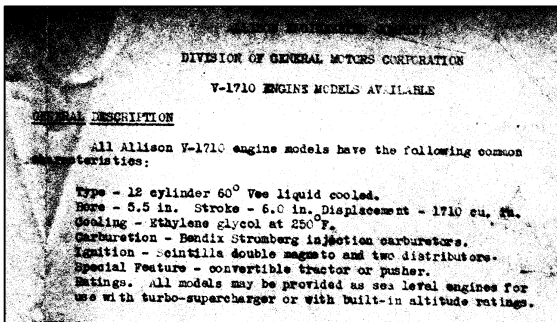 DIVISION OF GENERAL MOTORS CORPORATION
V-1710 ENGINE MODELS AVAILABLE
GENERAL DESCRIPTION
All Allison V-1710 engine models have the following common
characteristics:
Type - 12 cylinder 60° Vee liquid cooled.
Bore - 5.5 in. Stroke - 6.0 in. Displacement - 1710 cu. in.
Cooling - Ethylene glycol at 250°F.
Carburetion - Bendix Stromberg injection carburetors.
Ignition - Scintilla double magneto and two distributors.
Special Feature - convertible tractor or pusher.
Ratings. All models may be provided as sea level engines for
use with turbo-supercharger or with built-in altitude ratings.